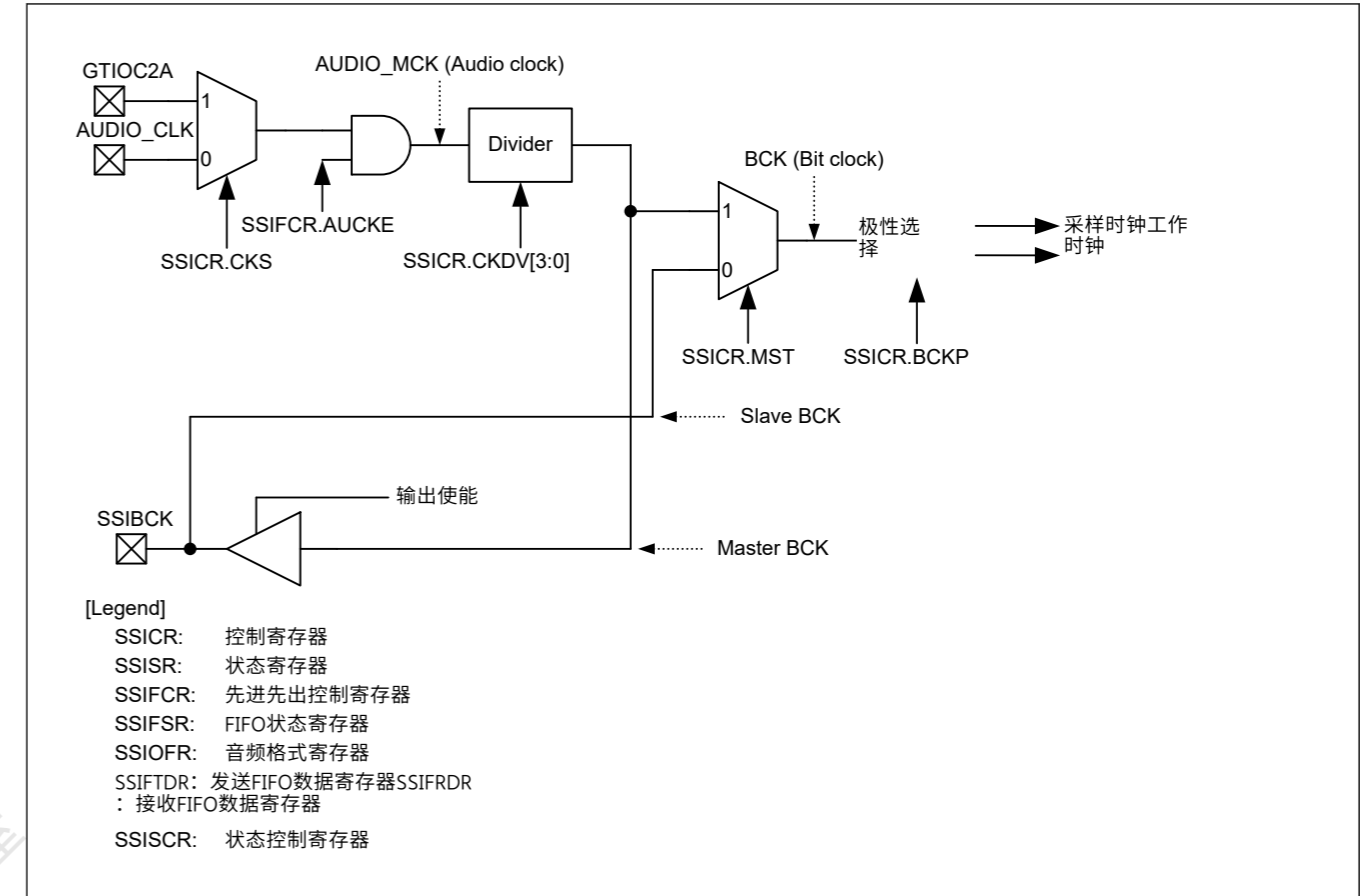 GTIOC2A
AUDIO_MCK (Audio clock)
1
AUDIO_CLK
0
Divider
BCK (Bit clock)
SSIFCR.AUCKE
SSICR.CKS
SSICR.CKDV[3:0]
1
极性选
择
采样时钟工作
时钟
0
SSICR.MST
SSICR.BCKP
Slave BCK
输出使能
SSIBCK
Master BCK
[Legend]
SSICR: 控制寄存器
SSISR: 状态寄存器
SSIFCR: 先进先出控制寄存器
SSIFSR: FIFO状态寄存器
SSIOFR: 音频格式寄存器
SSIFTDR：发送FIFO数据寄存器SSIFRDR
：接收FIFO数据寄存器
SSISCR: 状态控制寄存器